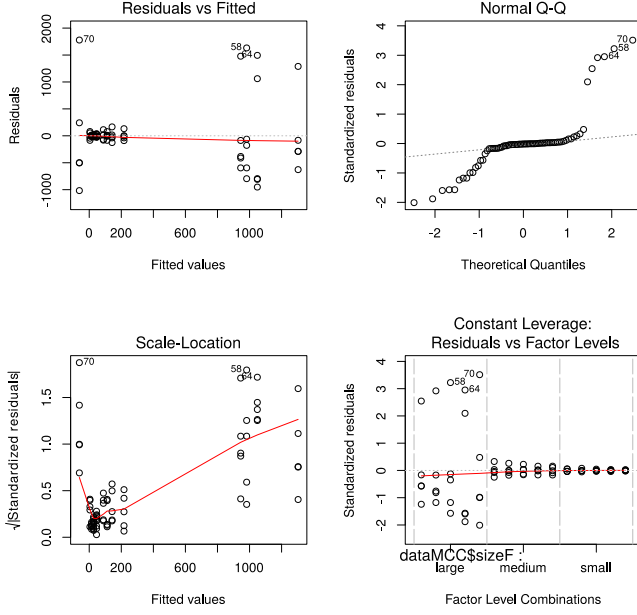 Residuals vs Fitted
Residuals
2000
1000
0
-1000
70
58
64
0 200 600 1000
Fitted values
Normal Q-Q
Standardized residuals
4
3
2
1
0
-1
-2
70
58
64
-2 -1 0 1 2
Theoretical Quantiles
Scale-Location
√|Standardized residuals|
1.5
1.0
0.5
0.0
70
58
64
0 200 600 1000
Fitted values
Constant Leverage:
Residuals vs Factor Levels
Standardized residuals
4
3
2
1
0
-1
-2
70
58
64
dataMCC$sizeF :
large medium small
Factor Level Combinations